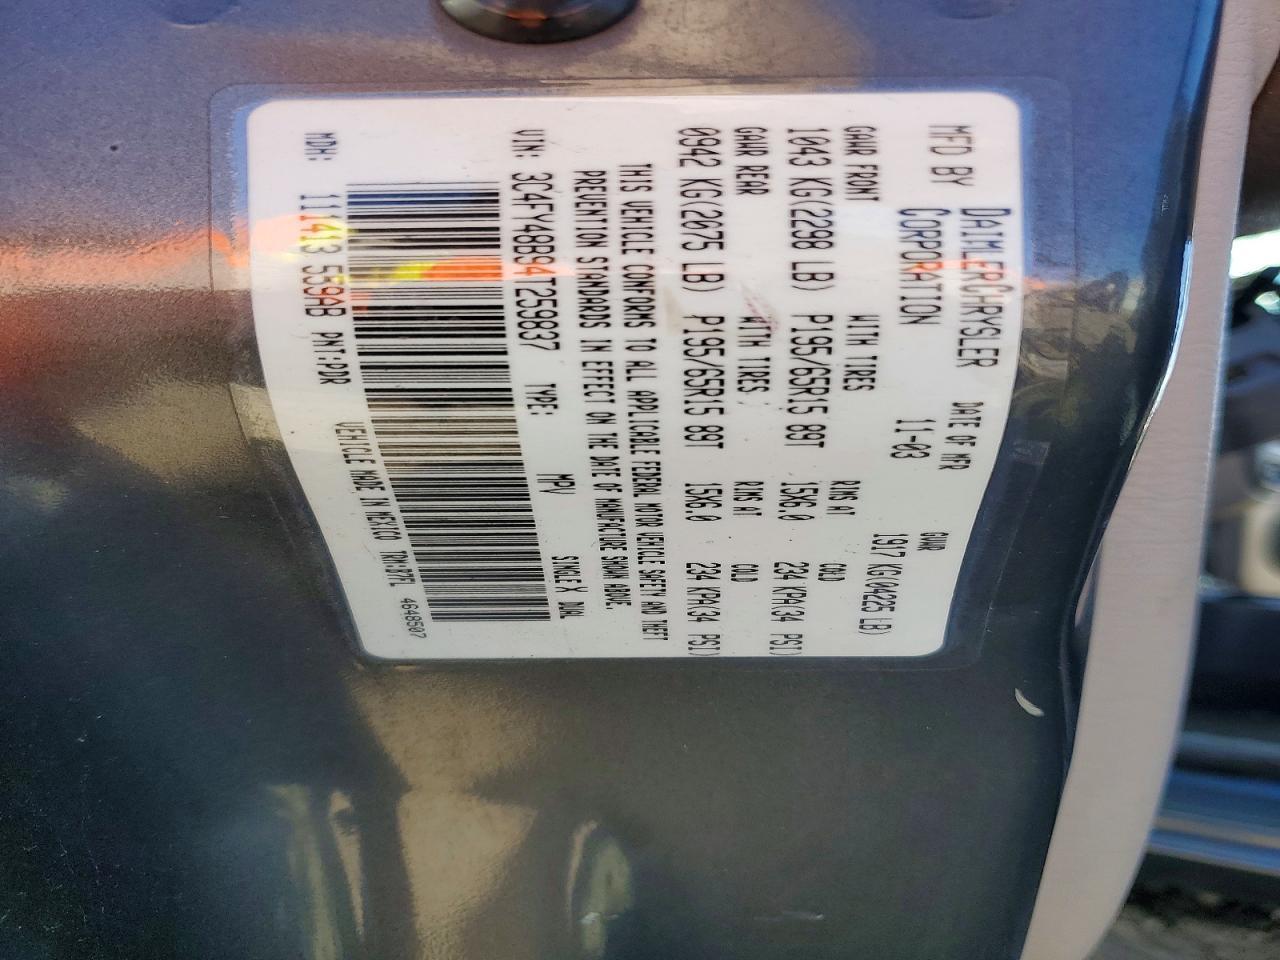 MFD BY DAIMLERCHRYSLER CORPORATION DATE OF MFR 11-03 GVWR 1917 KG(04225 LB)
GAWR FRONT WITH TIRES RIMS AT COLD
1043 KG(2298 LB) P195/65R15 89T 15X6.0 234 KPA(34 PSI)
GAWR REAR WITH TIRES RIMS AT COLD
0942 KG(2075 LB) P195/65R15 89T 15X6.0 234 KPA(34 PSI)
THIS VEHICLE CONFORMS TO ALL APPLICABLE FEDERAL MOTOR VEHICLE SAFETY AND THEFT
PREVENTION STANDARDS IN EFFECT ON THE DATE OF MANUFACTURE SHOWN ABOVE.
VIN: 3C4FY48B94T259837 TYPE: MPV SINGLE X DUAL
MDH: 111413 559AB PNT:PDR VEHICLE MADE IN MEXICO 4648507